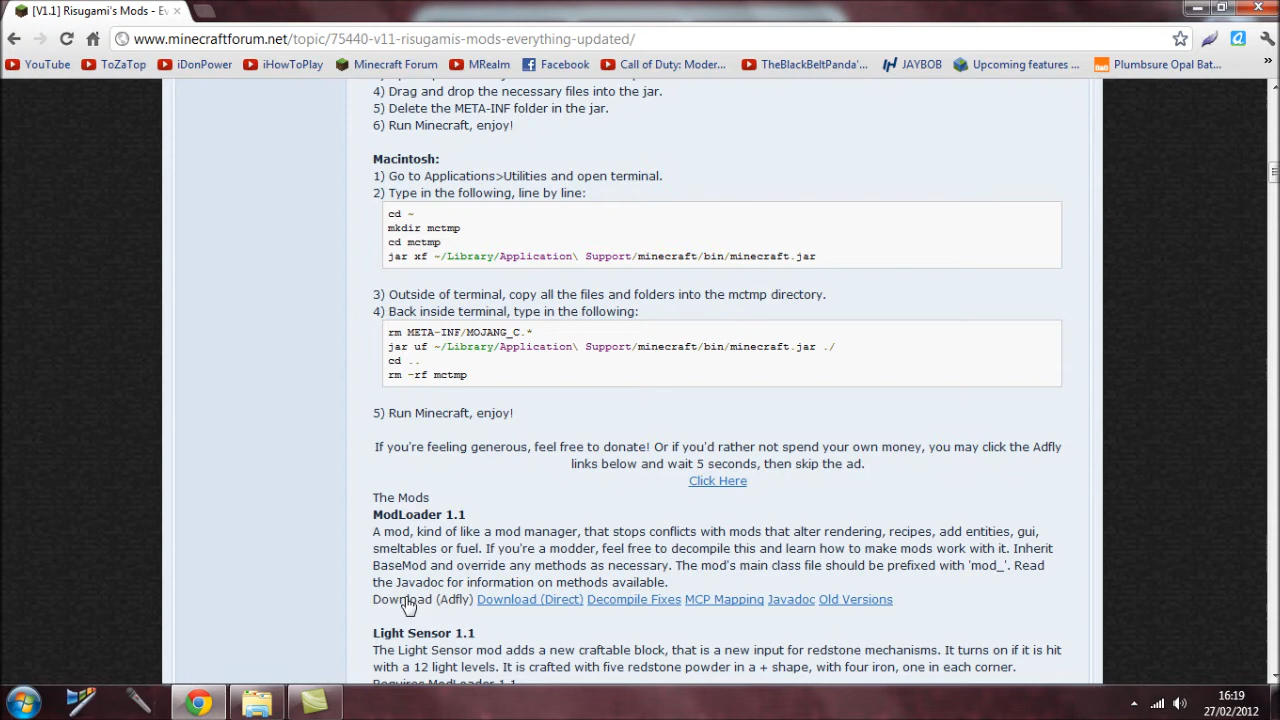 [V1.1] Risugami's Mods - Ev
www.minecraftforum.net/topic/75440-v11-risugamis-mods-everything-updated/
YouTube ToZaTop iDonPower iHowToPlay Minecraft Forum MRealm Facebook Call of Duty: Moder... TheBlackBeltPanda'... JAYBOB Upcoming features ... Plumbsure Opal Bat... »
4) Drag and drop the necessary files into the jar.
5) Delete the META-INF folder in the jar.
6) Run Minecraft, enjoy!
Macintosh:
1) Go to Applications>Utilities and open terminal.
2) Type in the following, line by line:
cd ~
mkdir mctmp
cd mctmp
jar xf ~/Library/Application\ Support/minecraft/bin/minecraft.jar
3) Outside of terminal, copy all the files and folders into the mctmp directory.
4) Back inside terminal, type in the following:
rm META-INF/MOJANG_C.*
jar uf ~/Library/Application\ Support/minecraft/bin/minecraft.jar ./
cd ..
rm -rf mctmp
5) Run Minecraft, enjoy!
If you're feeling generous, feel free to donate! Or if you'd rather not spend your own money, you may click the Adfly
links below and wait 5 seconds, then skip the ad.
Click Here
The Mods
ModLoader 1.1
A mod, kind of like a mod manager, that stops conflicts with mods that alter rendering, recipes, add entities, gui,
smeltables or fuel. If you're a modder, feel free to decompile this and learn how to make mods work with it. Inherit
BaseMod and override any methods as necessary. The mod's main class file should be prefixed with 'mod_'. Read
the Javadoc for information on methods available.
Download (Adfly) Download (Direct) Decompile Fixes MCP Mapping Javadoc Old Versions
Light Sensor 1.1
The Light Sensor mod adds a new craftable block, that is a new input for redstone mechanisms. It turns on if it is hit
with a 12 light levels. It is crafted with five redstone powder in a + shape, with four iron, one in each corner.
Requires ModLoader 1.1
16:19
27/02/2012